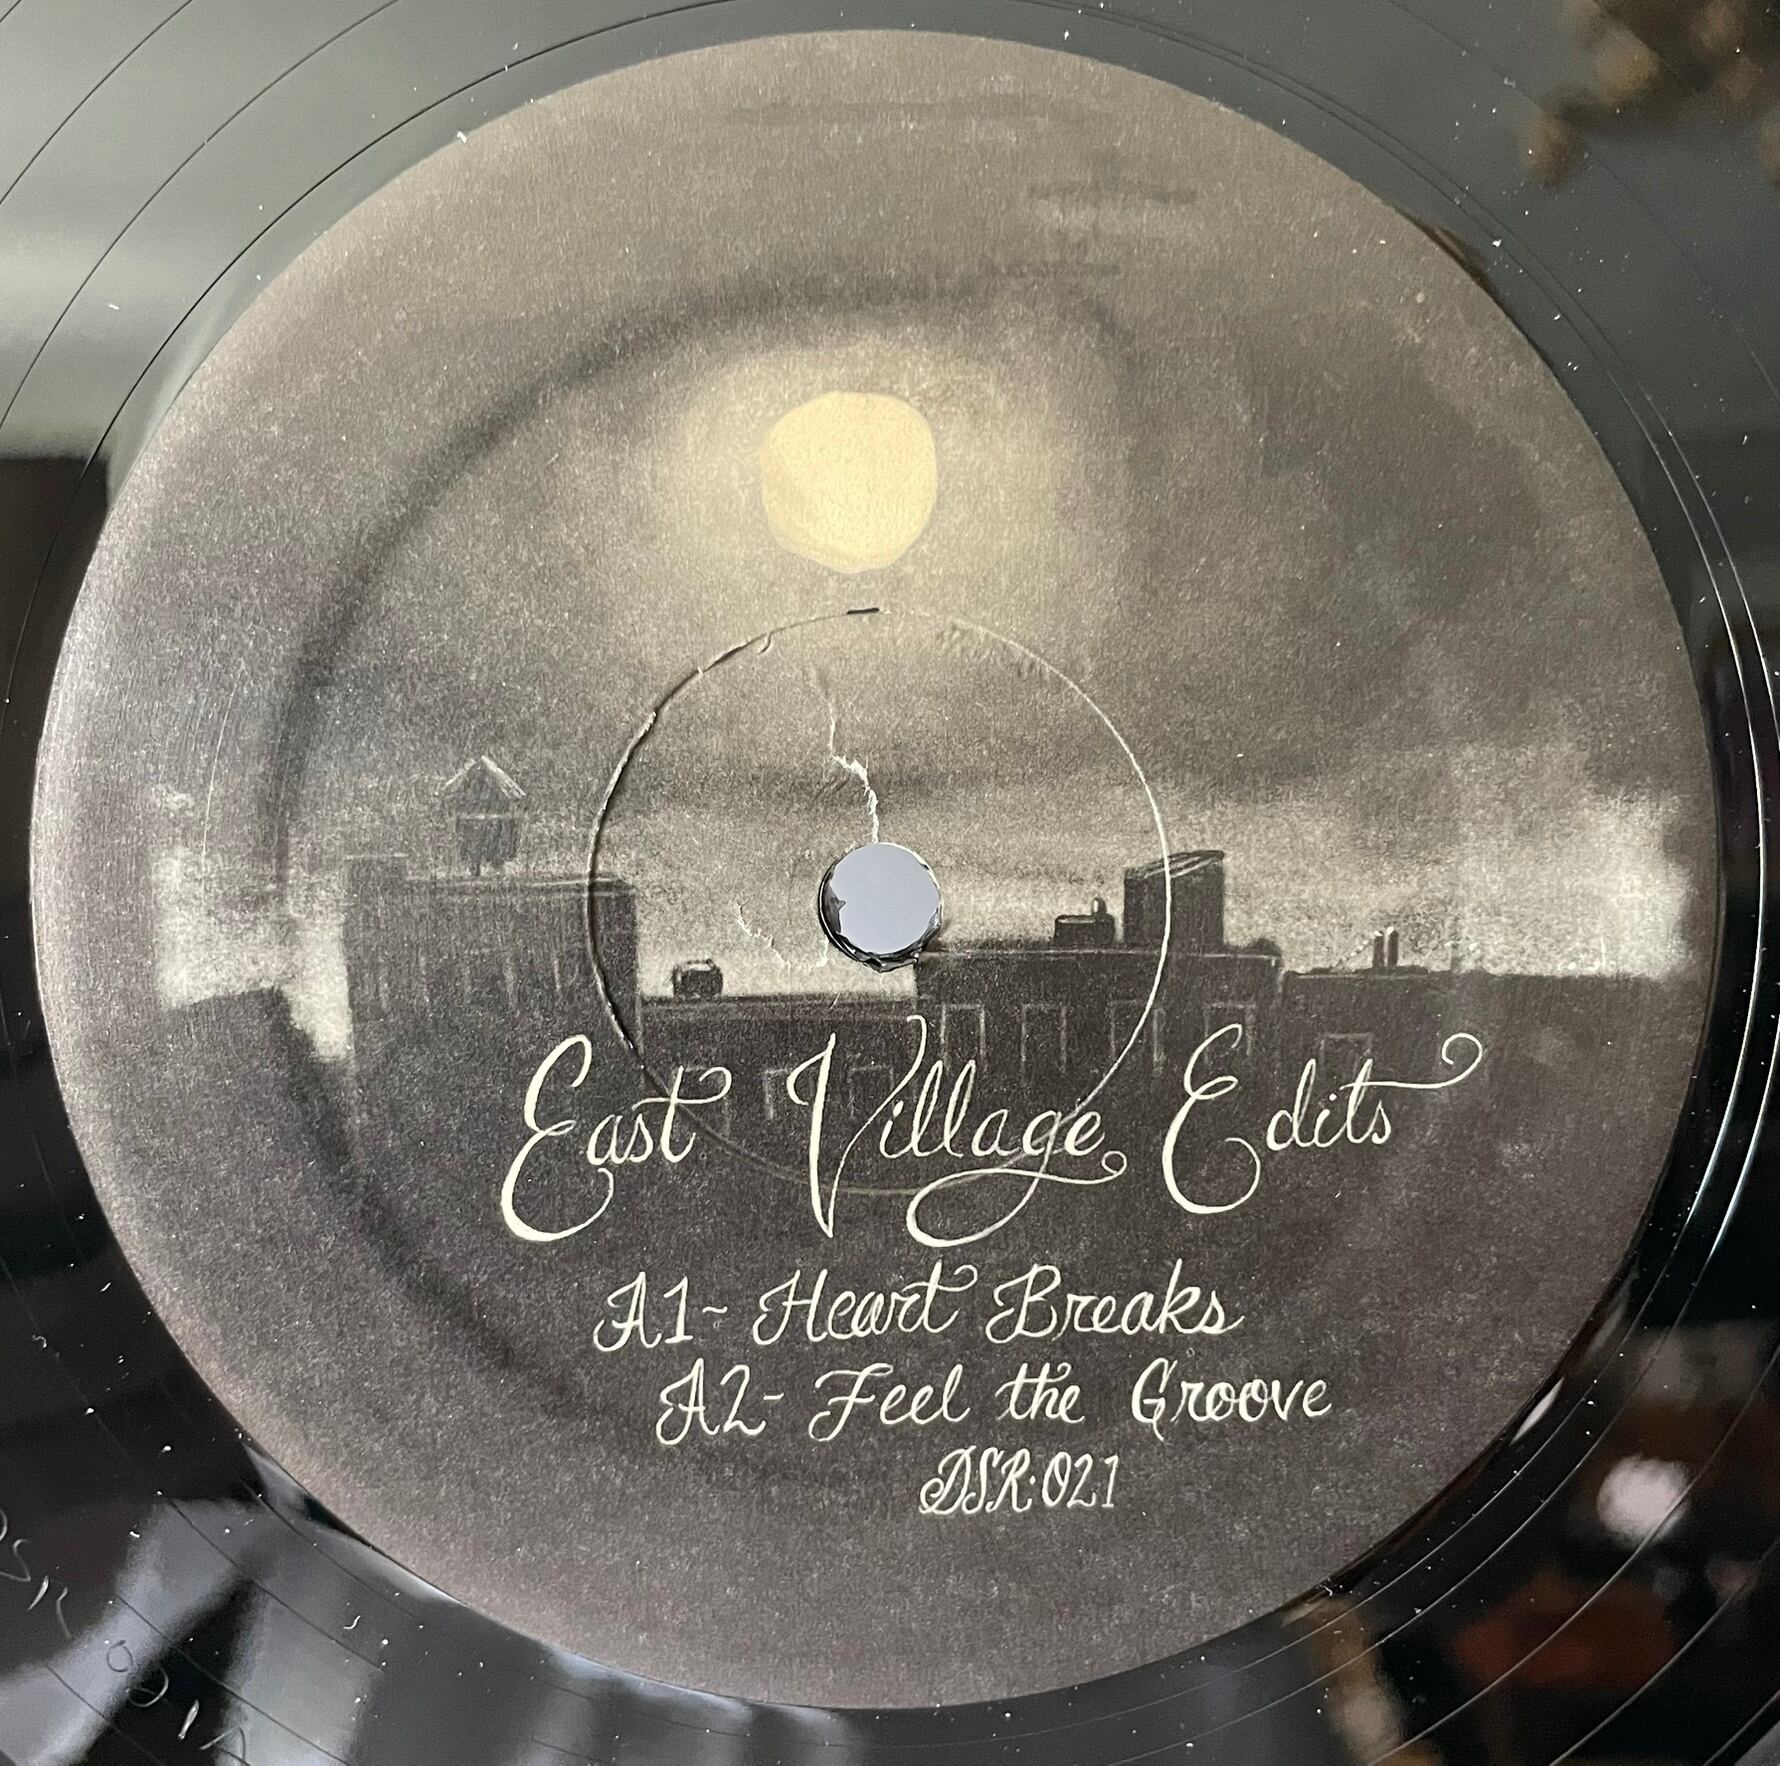 East Village Edits
A1~ Heart Breaks
A2- Feel the Groove
DSR:021